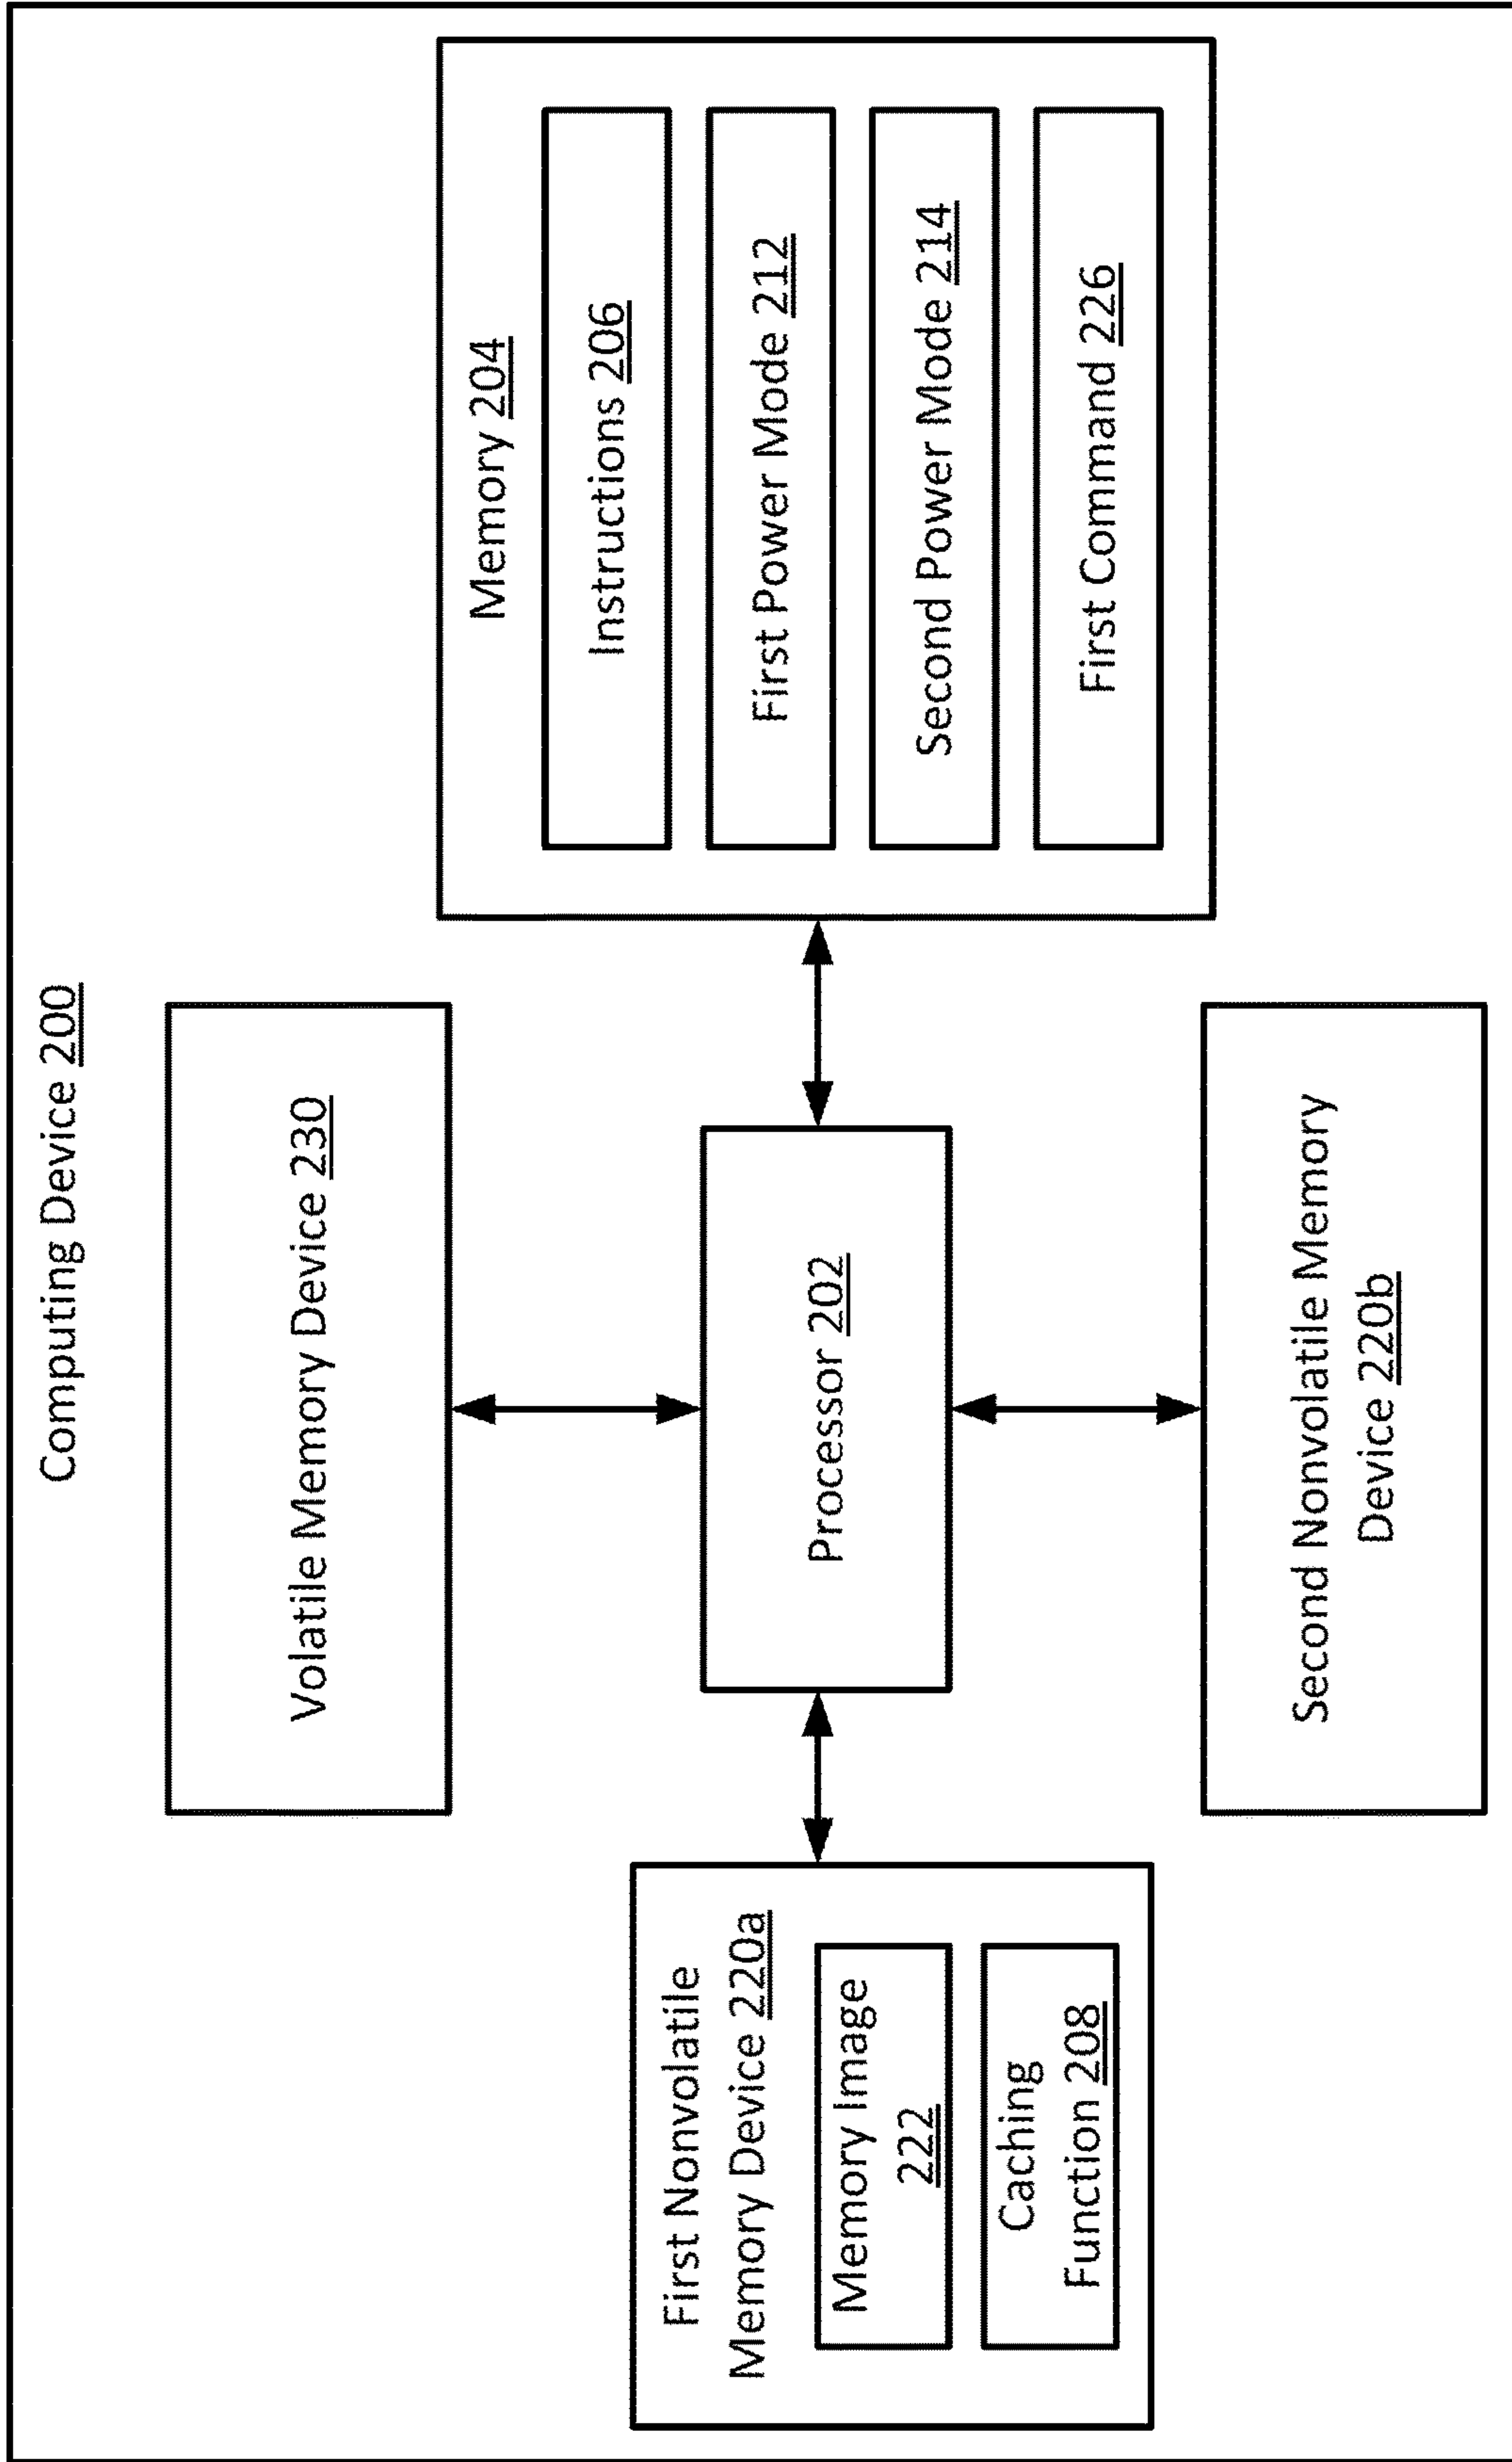 Computing Device 200
Volatile Memory Device 230
First Nonvolatile
Memory Device 220a
Memory Image
222
Caching
Function 208
Processor 202
Memory 204
Instructions 206
First Power Mode 212
Second Power Mode 214
First Command 226
Second Nonvolatile Memory
Device 220b